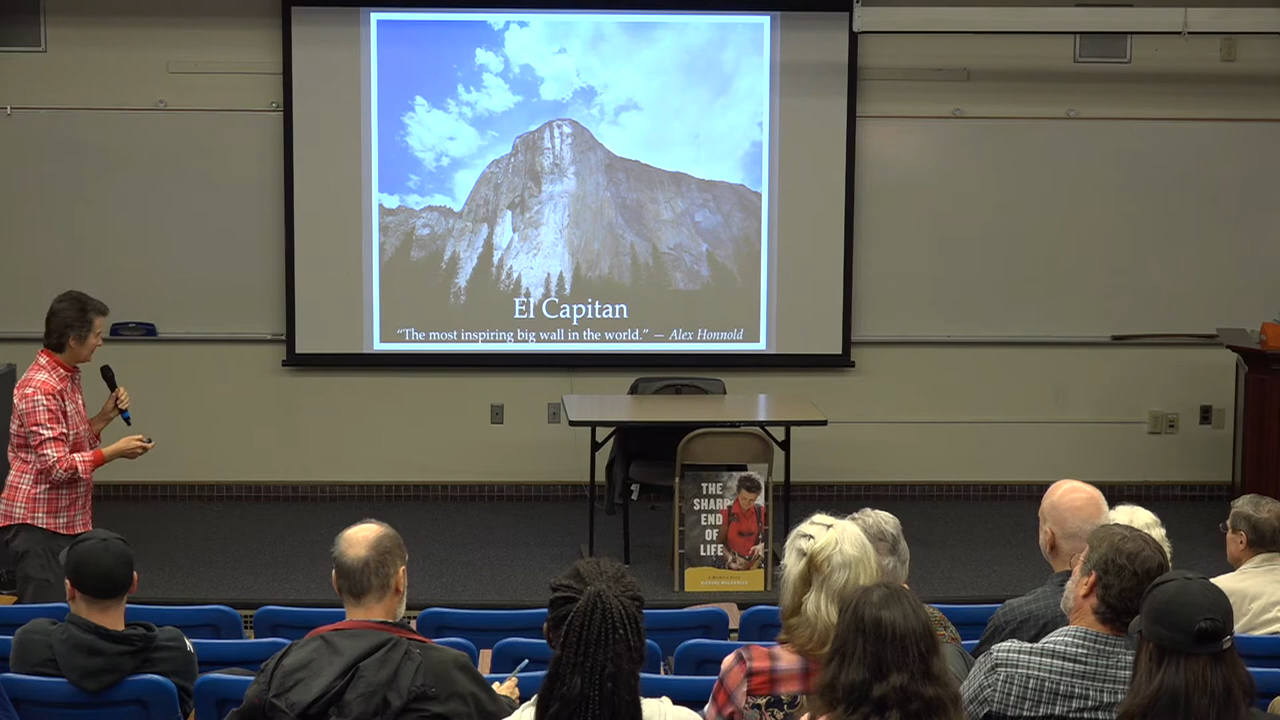 El Capitan
“The most inspiring big wall in the world.” — Alex Honnold
THE
SHARP
END
OF
LIFE